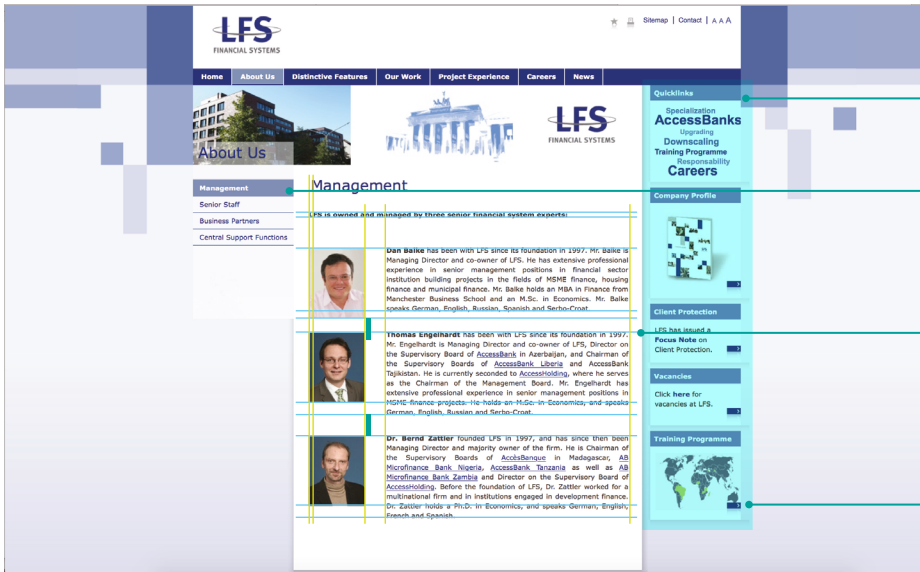 LFS
FINANCIAL SYSTEMS
Sitemap | Contact | A A A
Home
About Us
Distinctive Features
Our Work
Project Experience
Careers
News
About Us
LFS
FINANCIAL SYSTEMS
Management
Senior Staff
Business Partners
Central Support Functions
Management
LFS is owned and managed by three senior financial system experts:
Dan Balke has been with LFS since its foundation in 1997. Mr. Balke is
Managing Director and co-owner of LFS. He has extensive professional
experience in senior management positions in financial sector
institution building projects in the fields of MSME finance, housing
finance and municipal finance. Mr. Balke holds an MBA in Finance from
Manchester Business School and an M.Sc. in Economics. Mr. Balke
speaks German, English, Russian, Spanish and Serbo-Croat.
Thomas Engelhardt has been with LFS since its foundation in 1997.
Mr. Engelhardt is Managing Director and co-owner of LFS, Director on
the Supervisory Board of AccessBank in Azerbaijan, and Chairman of
the Supervisory Boards of AccessBank Liberia and AccessBank
Tajikistan. He is currently seconded to AccessHolding, where he serves
as the Chairman of the Management Board. Mr. Engelhardt has
extensive professional experience in senior management positions in
MSME finance projects. He holds an M.Sc. in Economics, and speaks
German, English, Russian and Serbo-Croat.
Dr. Bernd Zattler founded LFS in 1997, and has since then been
Managing Director and majority owner of the firm. He is Chairman of
the Supervisory Boards of AccèsBanque in Madagascar, AB
Microfinance Bank Nigeria, AccessBank Tanzania as well as AB
Microfinance Bank Zambia and Director on the Supervisory Board of
AccessHolding. Before the foundation of LFS, Dr. Zattler worked for a
multinational firm and in institutions engaged in development finance.
Dr. Zattler holds a Ph.D. in Economics, and speaks German, English,
French and Spanish.
Quicklinks
Specialization
AccessBanks
Upgrading
Downscaling
Training Programme
Responsability
Careers
Company Profile
Client Protection
LFS has issued a
Focus Note on
Client Protection.
Vacancies
Click here for
vacancies at LFS.
Training Programme